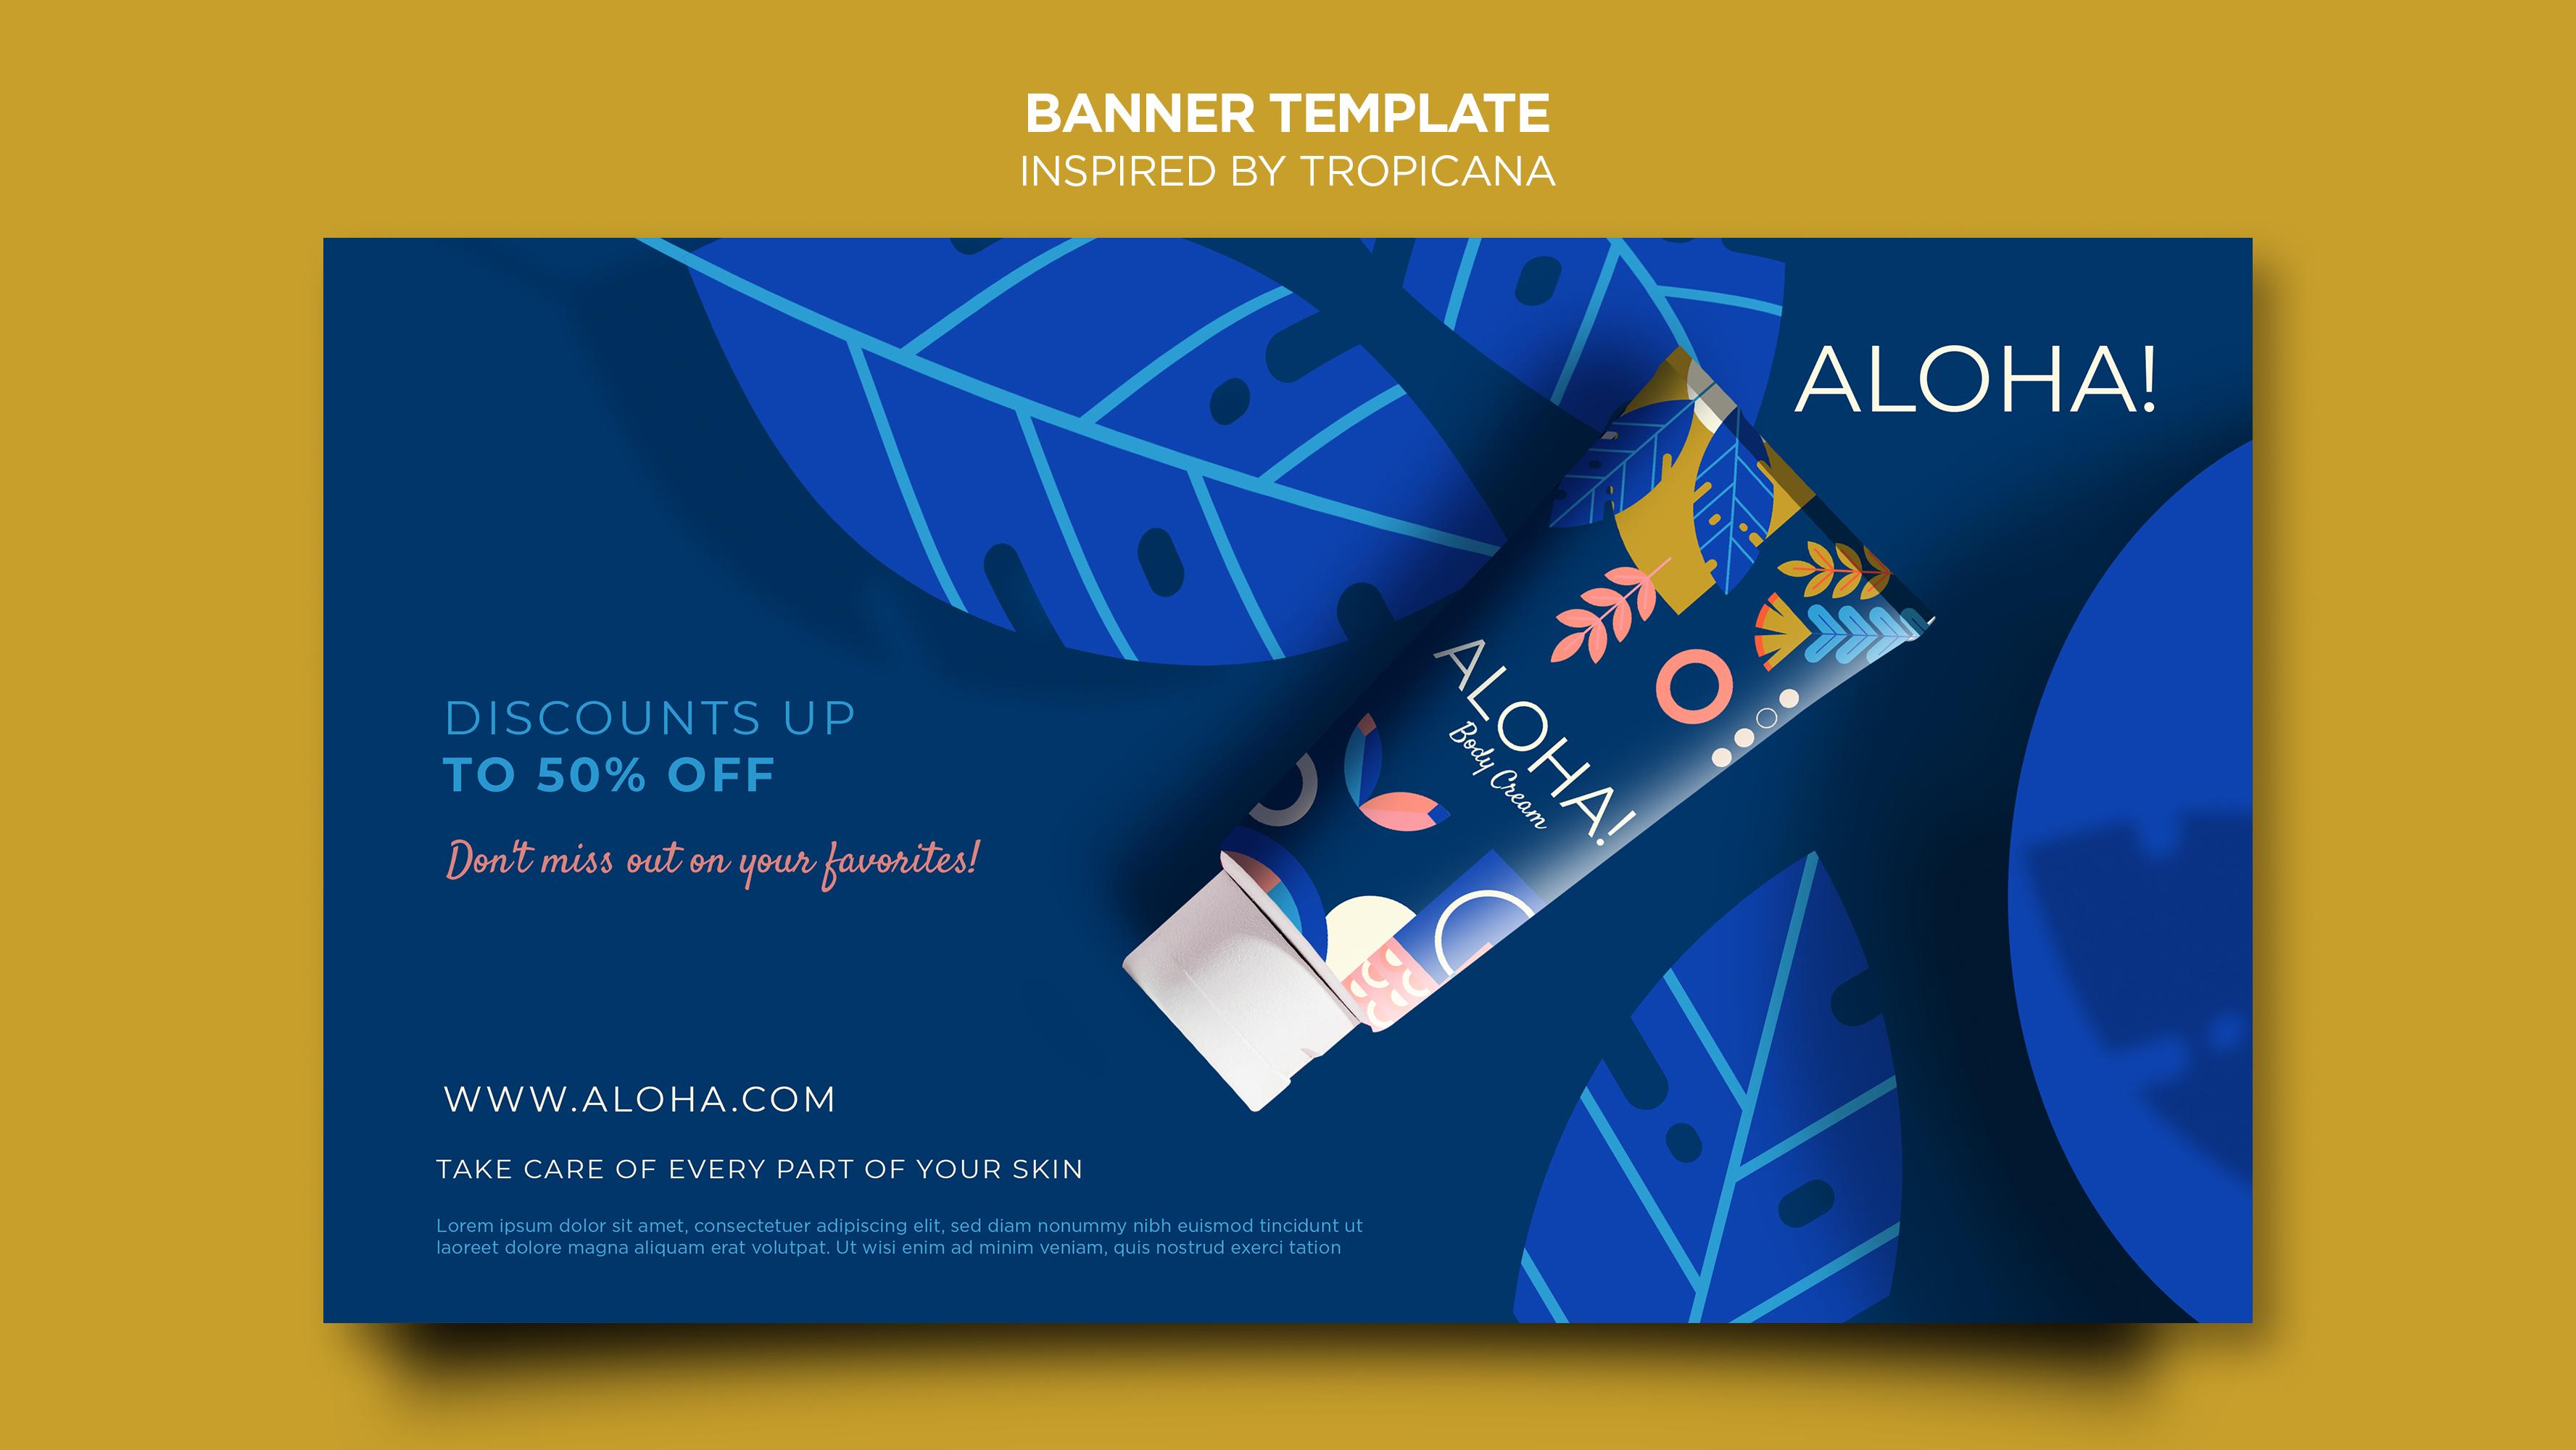 BANNER TEMPLATE
INSPIRED BY TROPICANA
ALOHA!
ALOHA!
Body Cream
DISCOUNTS UP
TO 50% OFF
Don't miss out on your favorites!
WWW.ALOHA.COM
TAKE CARE OF EVERY PART OF YOUR SKIN
Lorem ipsum dolor sit amet, consectetuer adipiscing elit, sed diam nonummy nibh euismod tincidunt ut
laoreet dolore magna aliquam erat volutpat. Ut wisi enim ad minim veniam, quis nostrud exerci tation